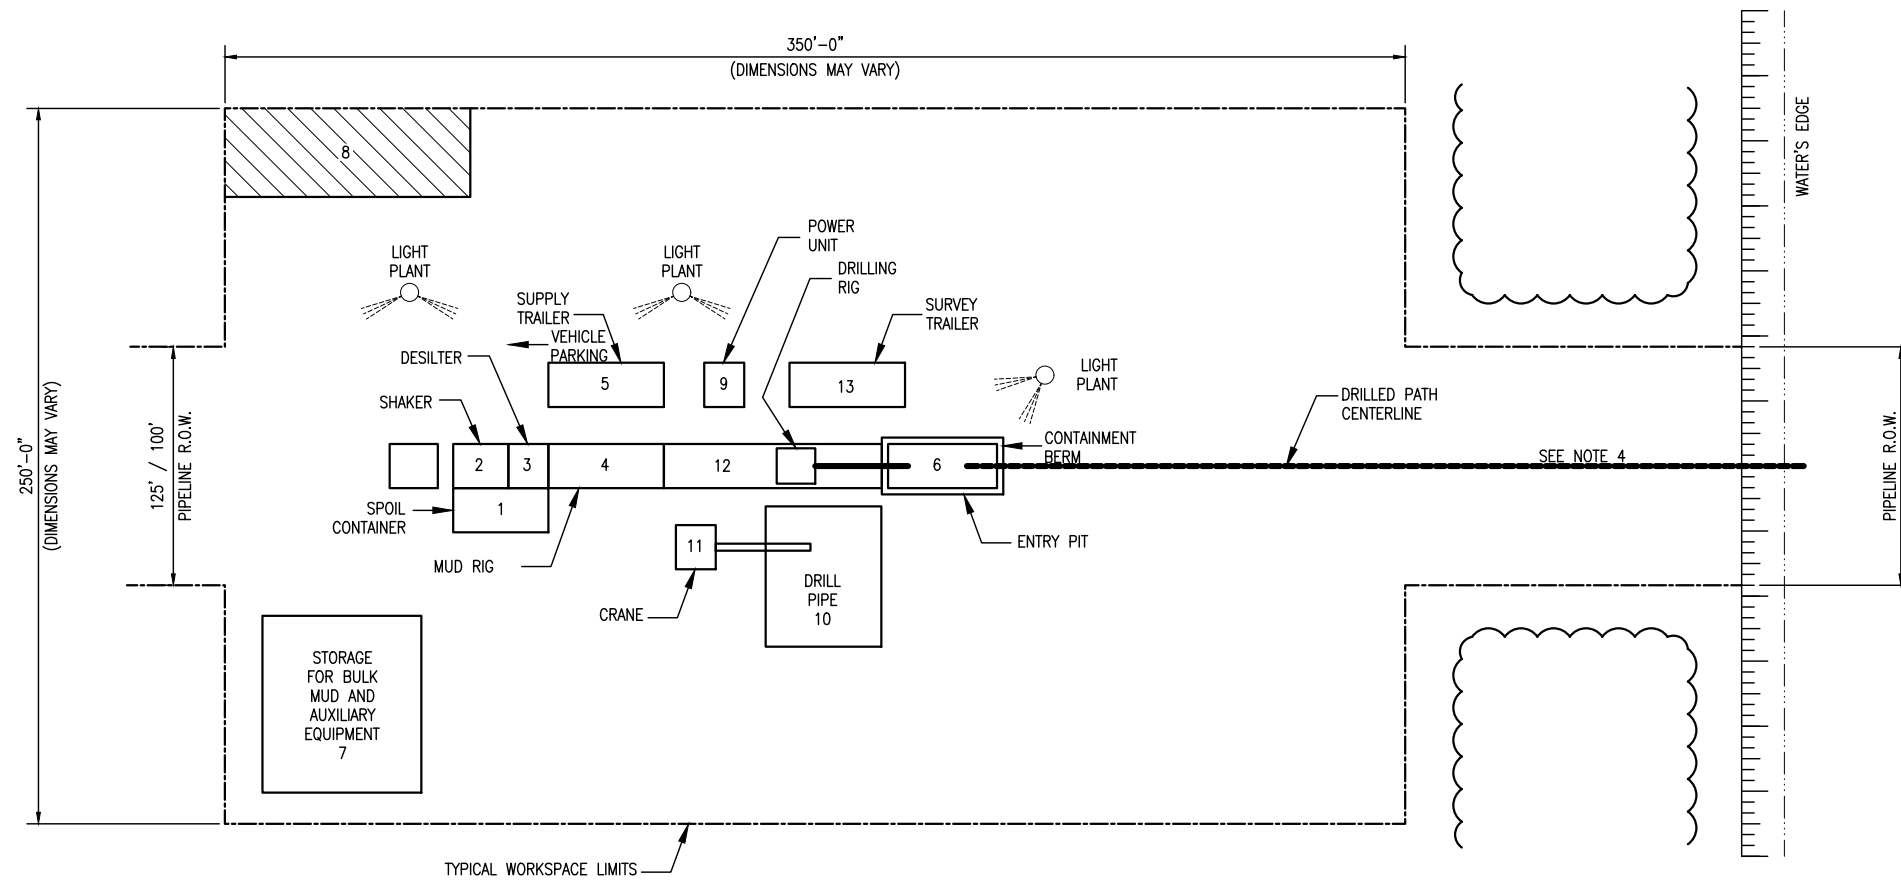 350'-0"
(DIMENSIONS MAY VARY)
WATER'S EDGE
8
POWER
UNIT
LIGHT
PLANT
LIGHT
PLANT
DRILLING
RIG
SUPPLY
TRAILER
SURVEY
TRAILER
VEHICLE
PARKING
DESILTER
LIGHT
PLANT
5
9
13
SHAKER
DRILLED PATH
CENTERLINE
250'-0"
(DIMENSIONS MAY VARY)
125' / 100'
PIPELINE R.O.W.
CONTAINMENT
BERM
2
3
4
12
6
SEE NOTE 4
PIPELINE R.O.W.
SPOIL
CONTAINER
1
ENTRY PIT
11
MUD RIG
DRILL
PIPE
10
CRANE
STORAGE
FOR BULK
MUD AND
AUXILIARY
EQUIPMENT
7
TYPICAL WORKSPACE LIMITS